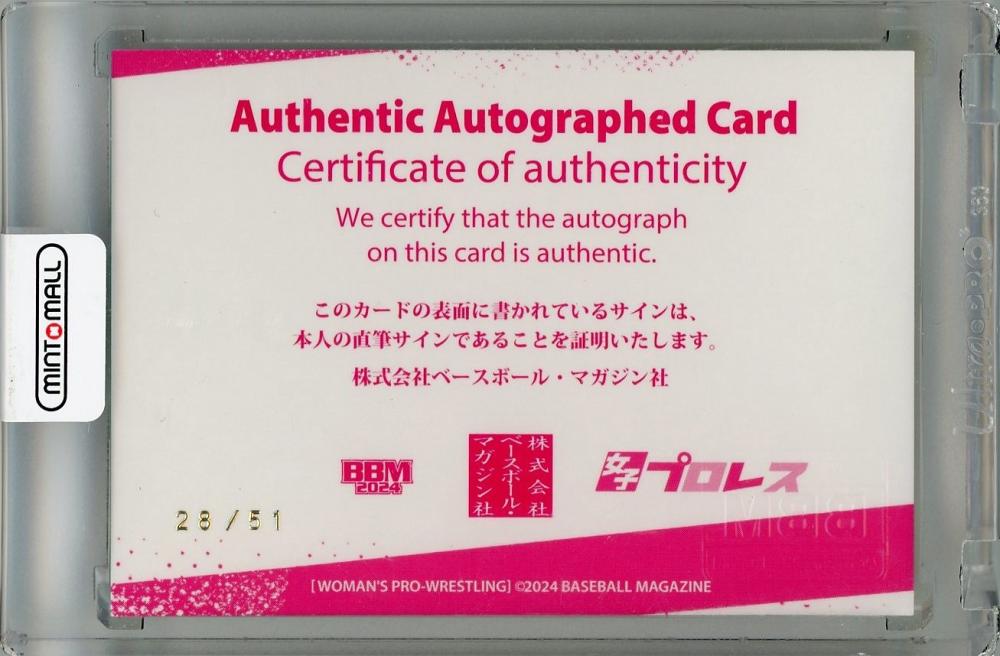 Authentic Autographed Card
Certificate of authenticity
We certify that the autograph
on this card is authentic.
このカードの表面に書かれているサインは、
本人の直筆サインであることを証明いたします。
株式会社ベースボール・マガジン社
MINT MALL
BBM
2024
株式会社
ベースボール・
マガジン社
女子プロレス
28/51
BBM
[WOMAN'S PRO-WRESTLING] ©2024 BASEBALL MAGAZINE